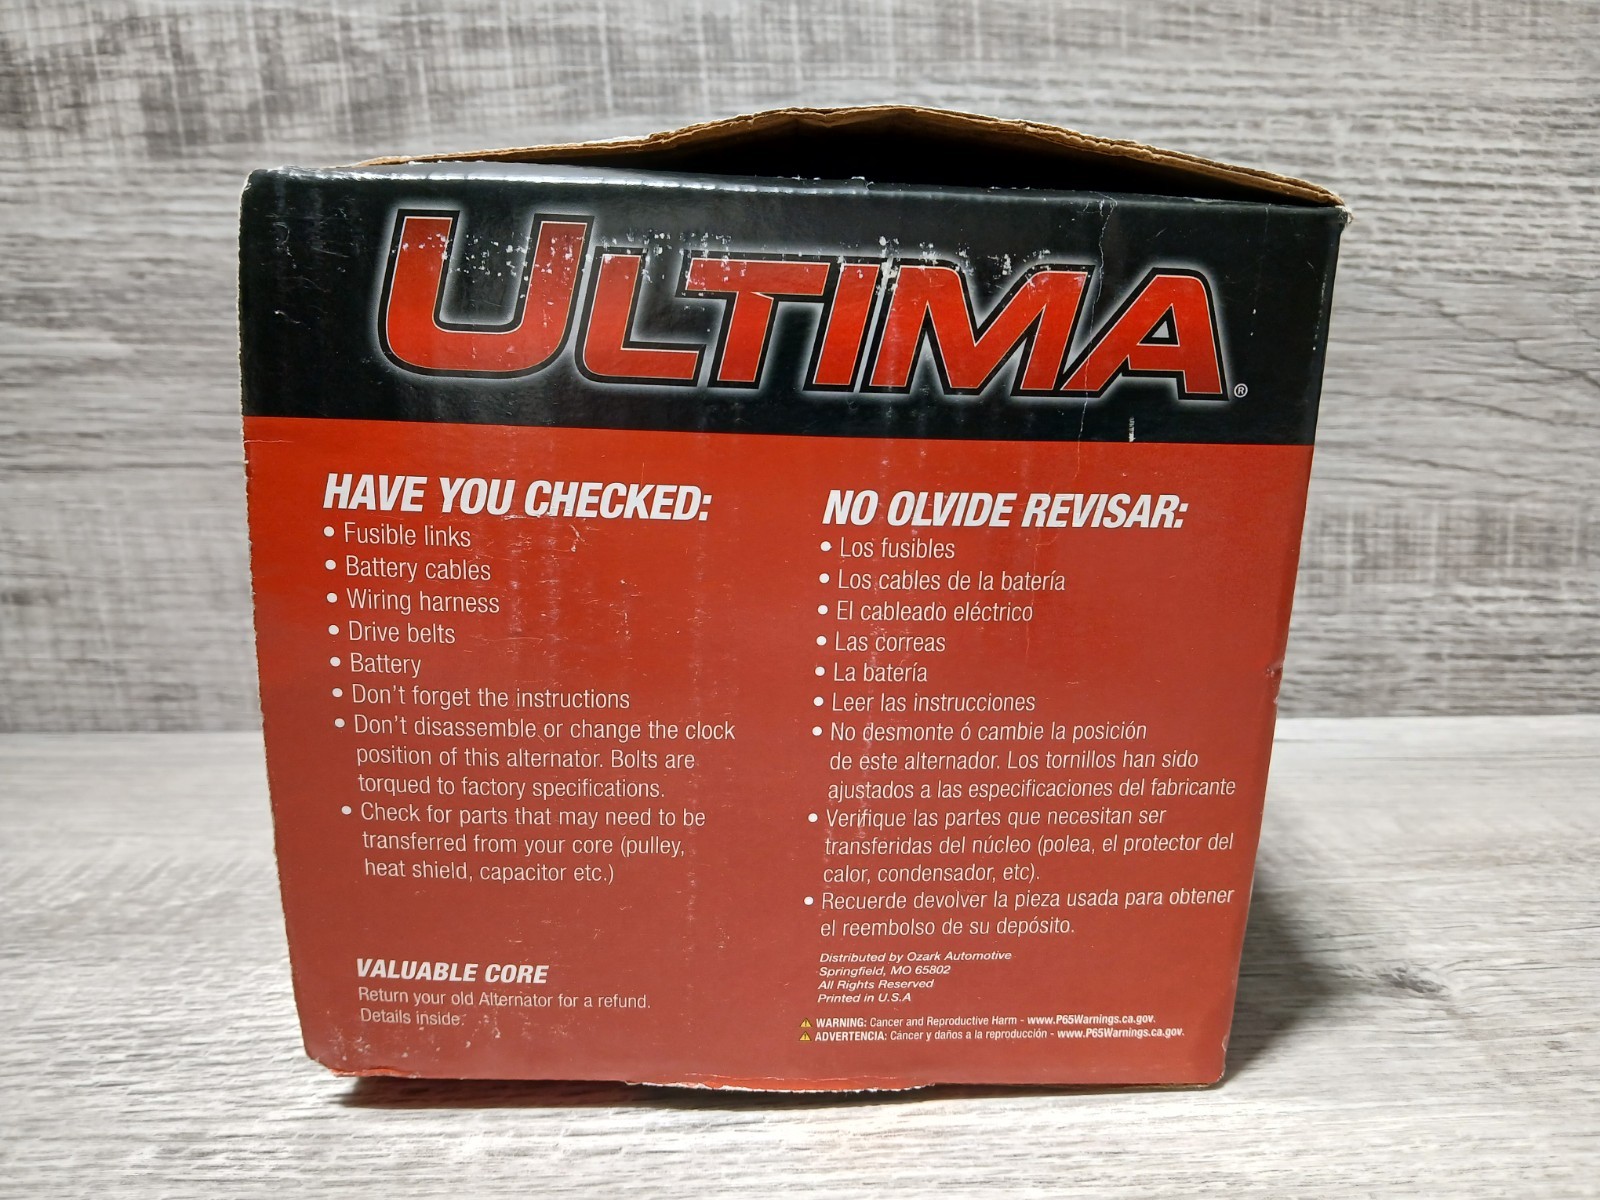 ULTIMA®
HAVE YOU CHECKED:
• Fusible links
• Battery cables
• Wiring harness
• Drive belts
• Battery
• Don't forget the instructions
• Don't disassemble or change the clock
position of this alternator. Bolts are
torqued to factory specifications.
• Check for parts that may need to be
transferred from your core (pulley,
heat shield, capacitor etc.)
VALUABLE CORE
Return your old Alternator for a refund.
Details inside.
NO OLVIDE REVISAR:
• Los fusibles
• Los cables de la batería
• El cableado eléctrico
• Las correas
• La batería
• Leer las instrucciones
• No desmonte ó cambie la posición
de este alternador. Los tornillos han sido
ajustados a las especificaciones del fabricante
• Verifique las partes que necesitan ser
transferidas del núcleo (polea, el protector del
calor, condensador, etc).
• Recuerde devolver la pieza usada para obtener
el reembolso de su depósito.
Distributed by Ozark Automotive
Springfield, MO 65802
All Rights Reserved
Printed in U.S.A
WARNING: Cancer and Reproductive Harm - www.P65Warnings.ca.gov.
ADVERTENCIA: Cáncer y daños a la reproducción - www.P65Warnings.ca.gov.